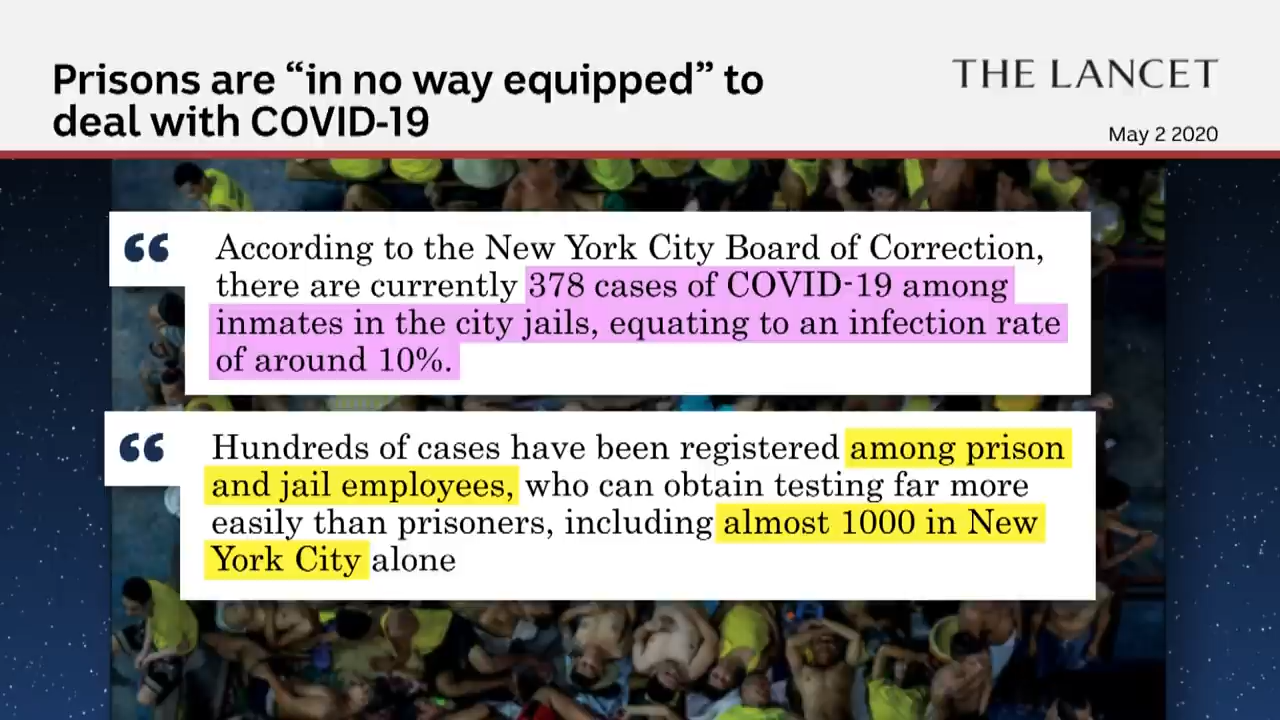 Prisons are “in no way equipped” to
deal with COVID-19
THE LANCET
May 2 2020
“
According to the New York City Board of Correction,
there are currently 378 cases of COVID-19 among
inmates in the city jails, equating to an infection rate
of around 10%.
“
Hundreds of cases have been registered among prison
and jail employees, who can obtain testing far more
easily than prisoners, including almost 1000 in New
York City alone